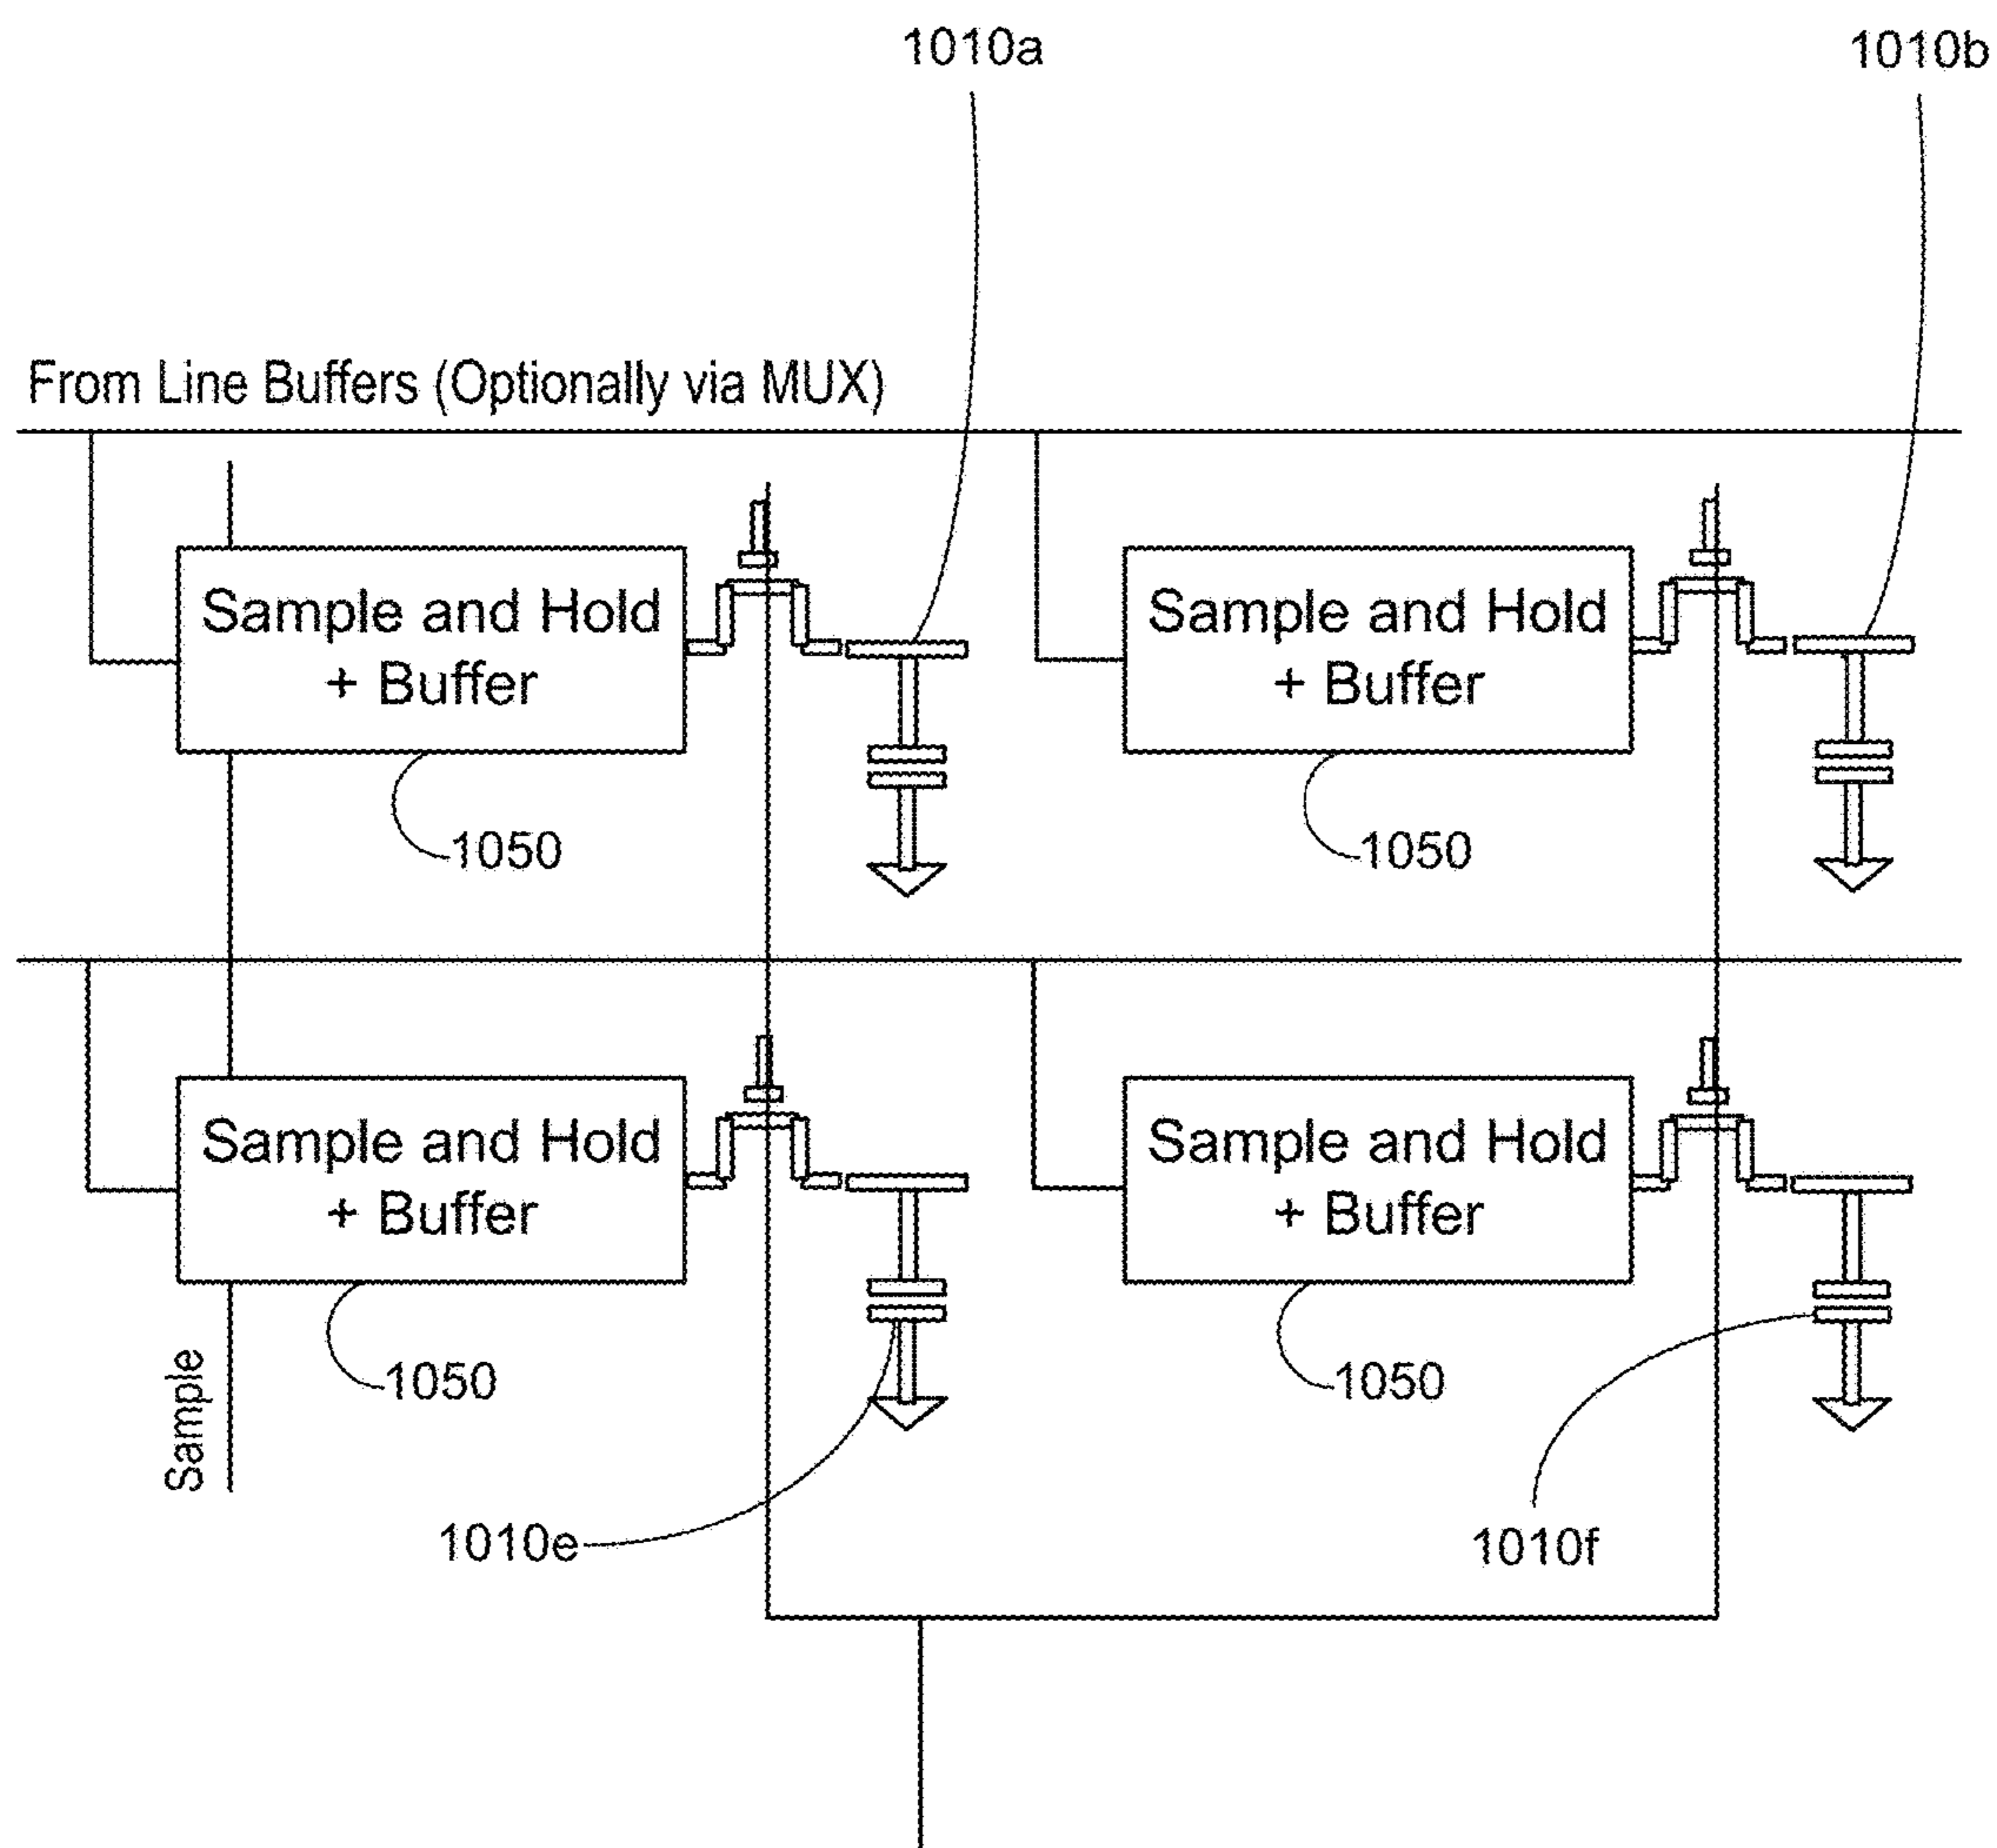 1010a
1010b
From Line Buffers (Optionally via MUX)
Sample and Hold
+ Buffer
Sample and Hold
+ Buffer
1050
1050
Sample and Hold
+ Buffer
Sample and Hold
+ Buffer
1050
1050
Sample
1010e
1010f